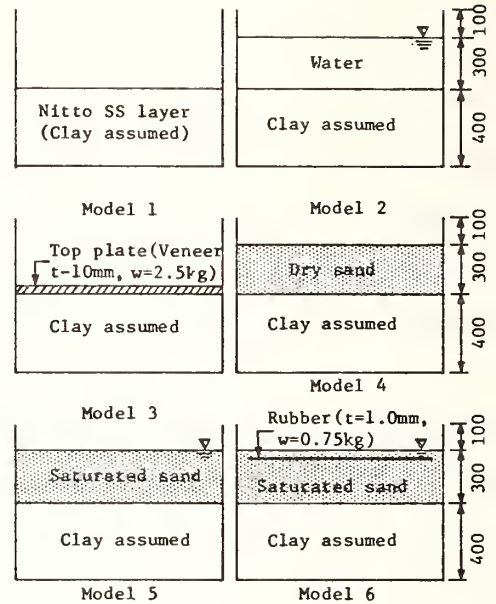 Nitto SS layer
(Clay assumed)
Water
Clay assumed
100
300
400
Model 1
Model 2
Top plate(Veneer
t-10mm, w=2.5kg)
Clay assumed
Dry sand
Clay assumed
100
300
400
Model 3
Model 4
Saturated sand
Clay assumed
Rubber(t=1.0mm,
w=0.75kg)
Saturated sand
Clay assumed
100
300
400
Model 5
Model 6